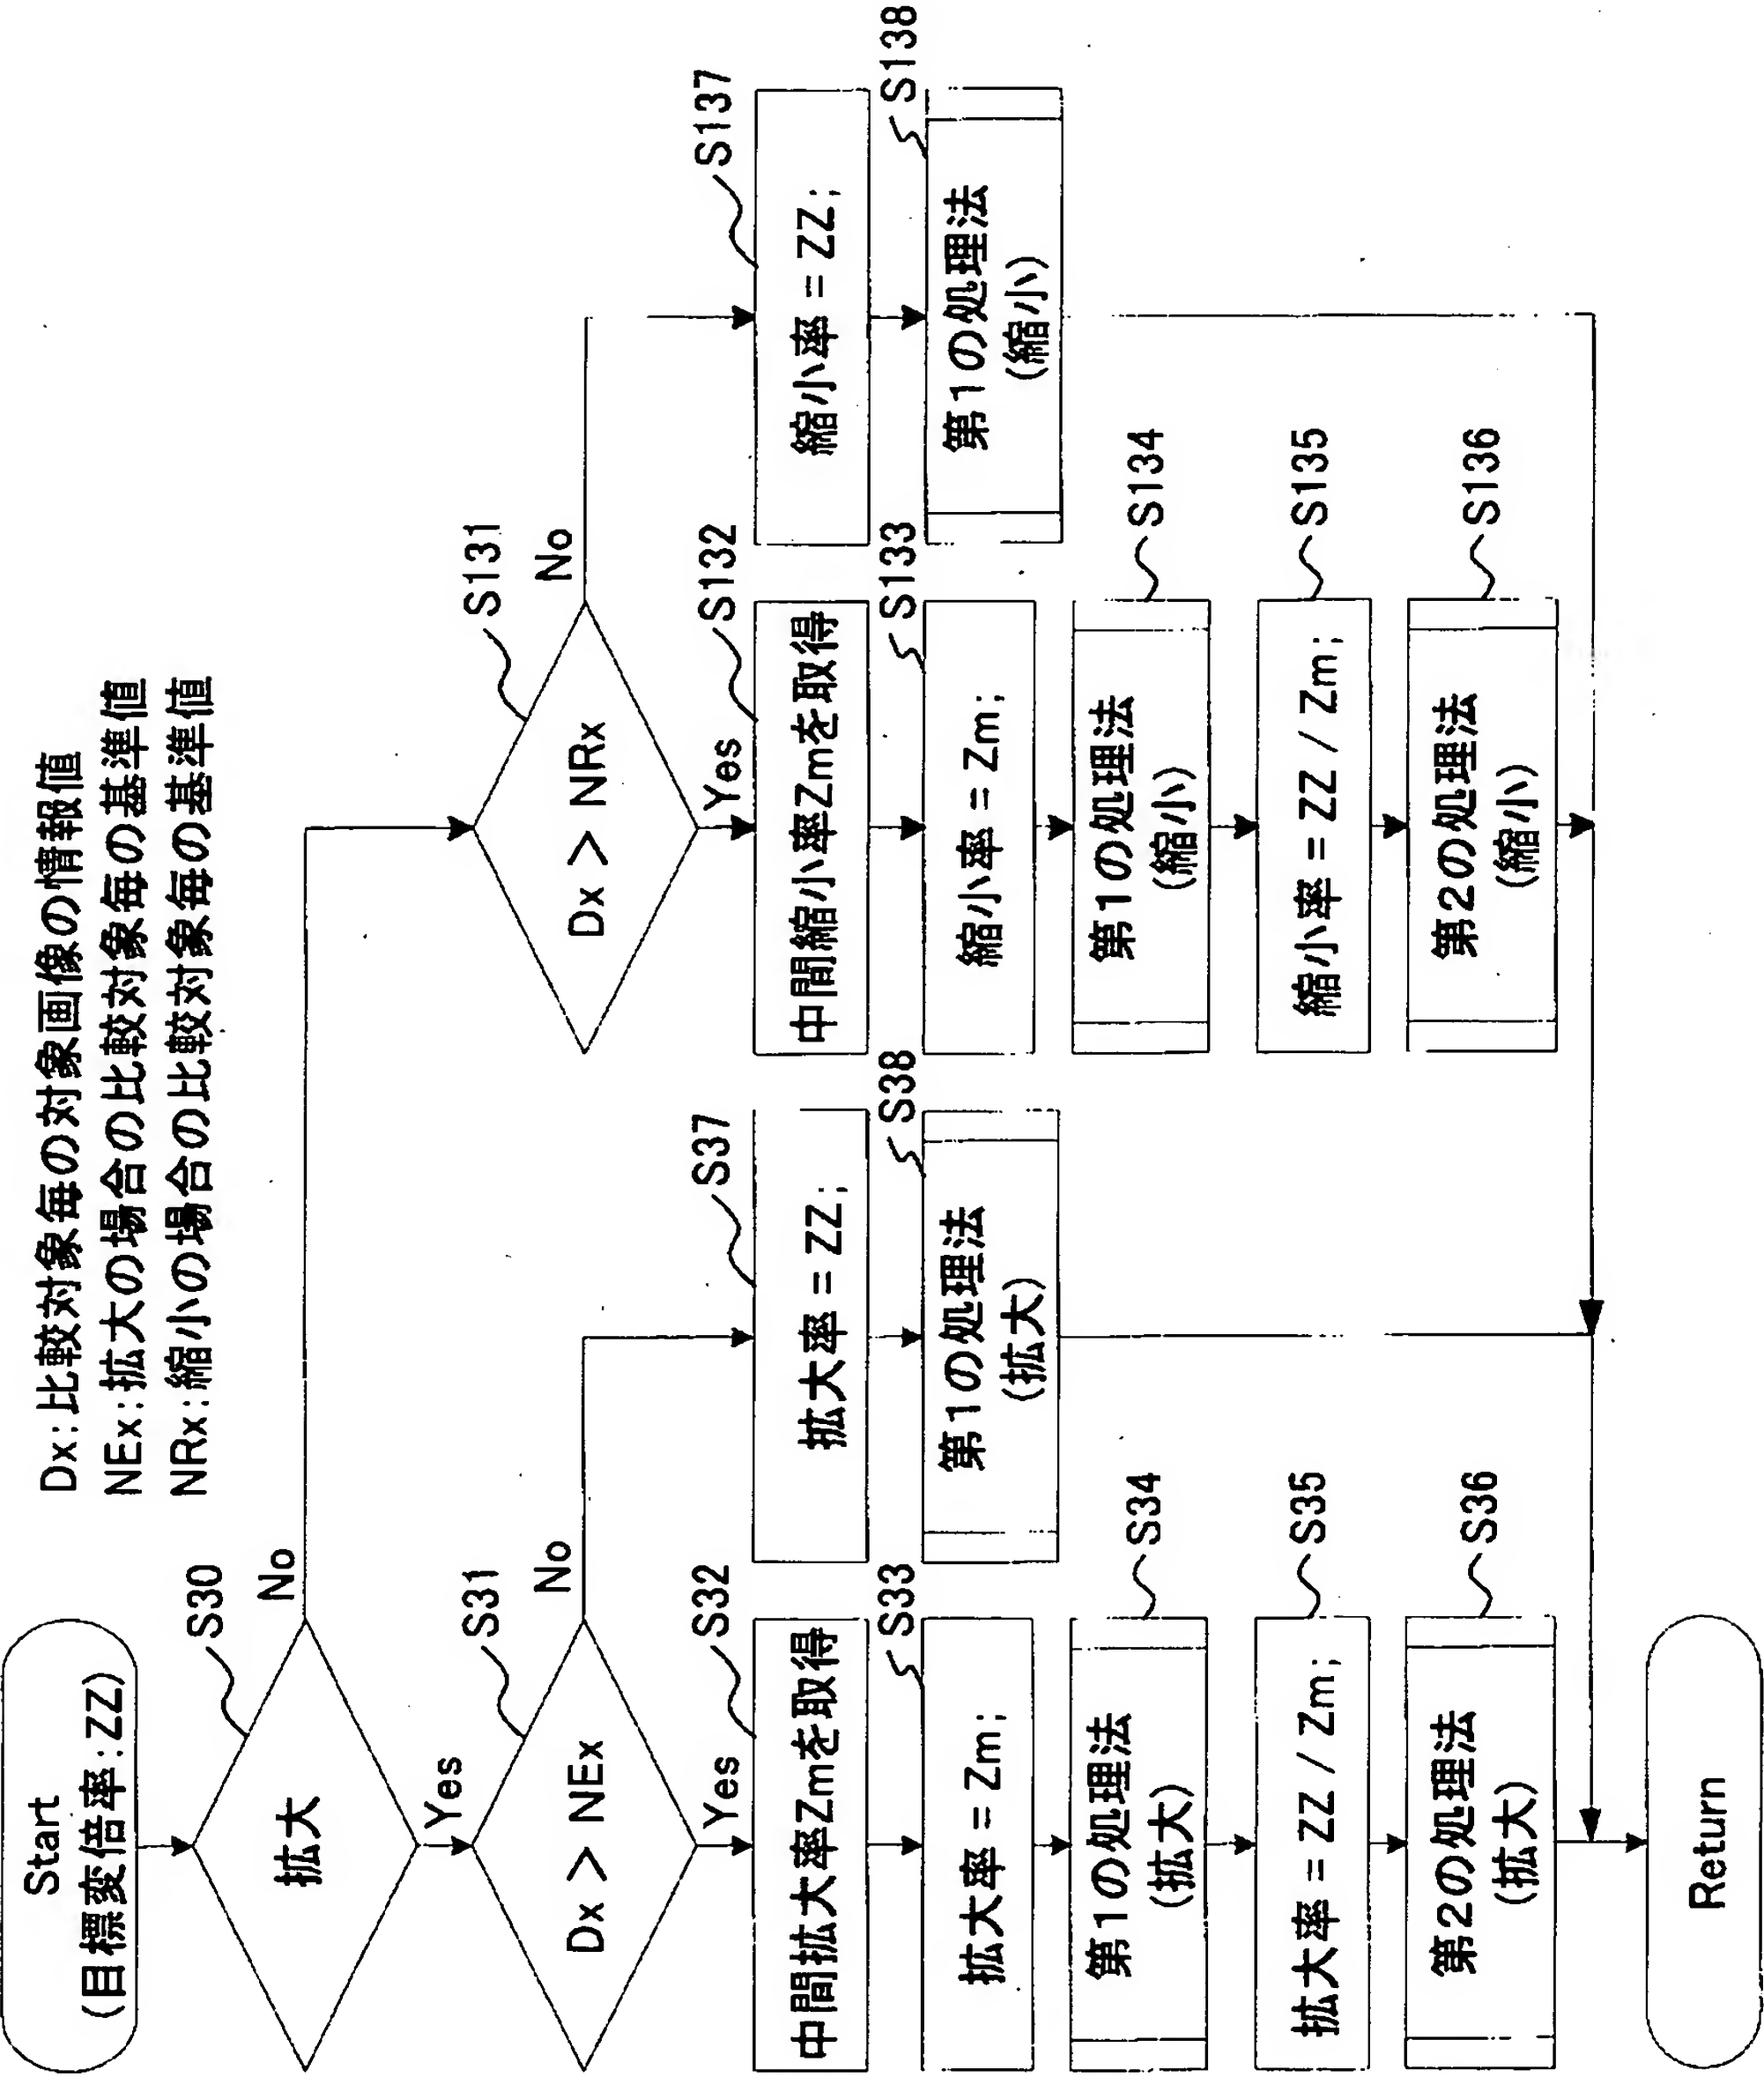 Dx:比較対象毎の対象画像の情報値
NEx:拡大の場合の比較対象毎の基準値
NRx:縮小の場合の比較対象毎の基準値
Start
(目標変倍率:ZZ)
S30
拡大
No
Yes
S31
Dx > NEx
No
Yes
S32
中間拡大率Zmを取得
S33
拡大率 = Zm;
S34
第1の処理法
(拡大)
S35
拡大率 = ZZ / Zm;
S36
第2の処理法
(拡大)
S37
拡大率 = ZZ;
S38
第1の処理法
(拡大)
S131
Dx > NRx
No
Yes
S132
中間縮小率Zmを取得
S133
縮小率 = Zm;
S134
第1の処理法
(縮小)
S135
縮小率 = ZZ / Zm;
S136
第2の処理法
(縮小)
S137
縮小率 = ZZ;
S138
第1の処理法
(縮小)
Return